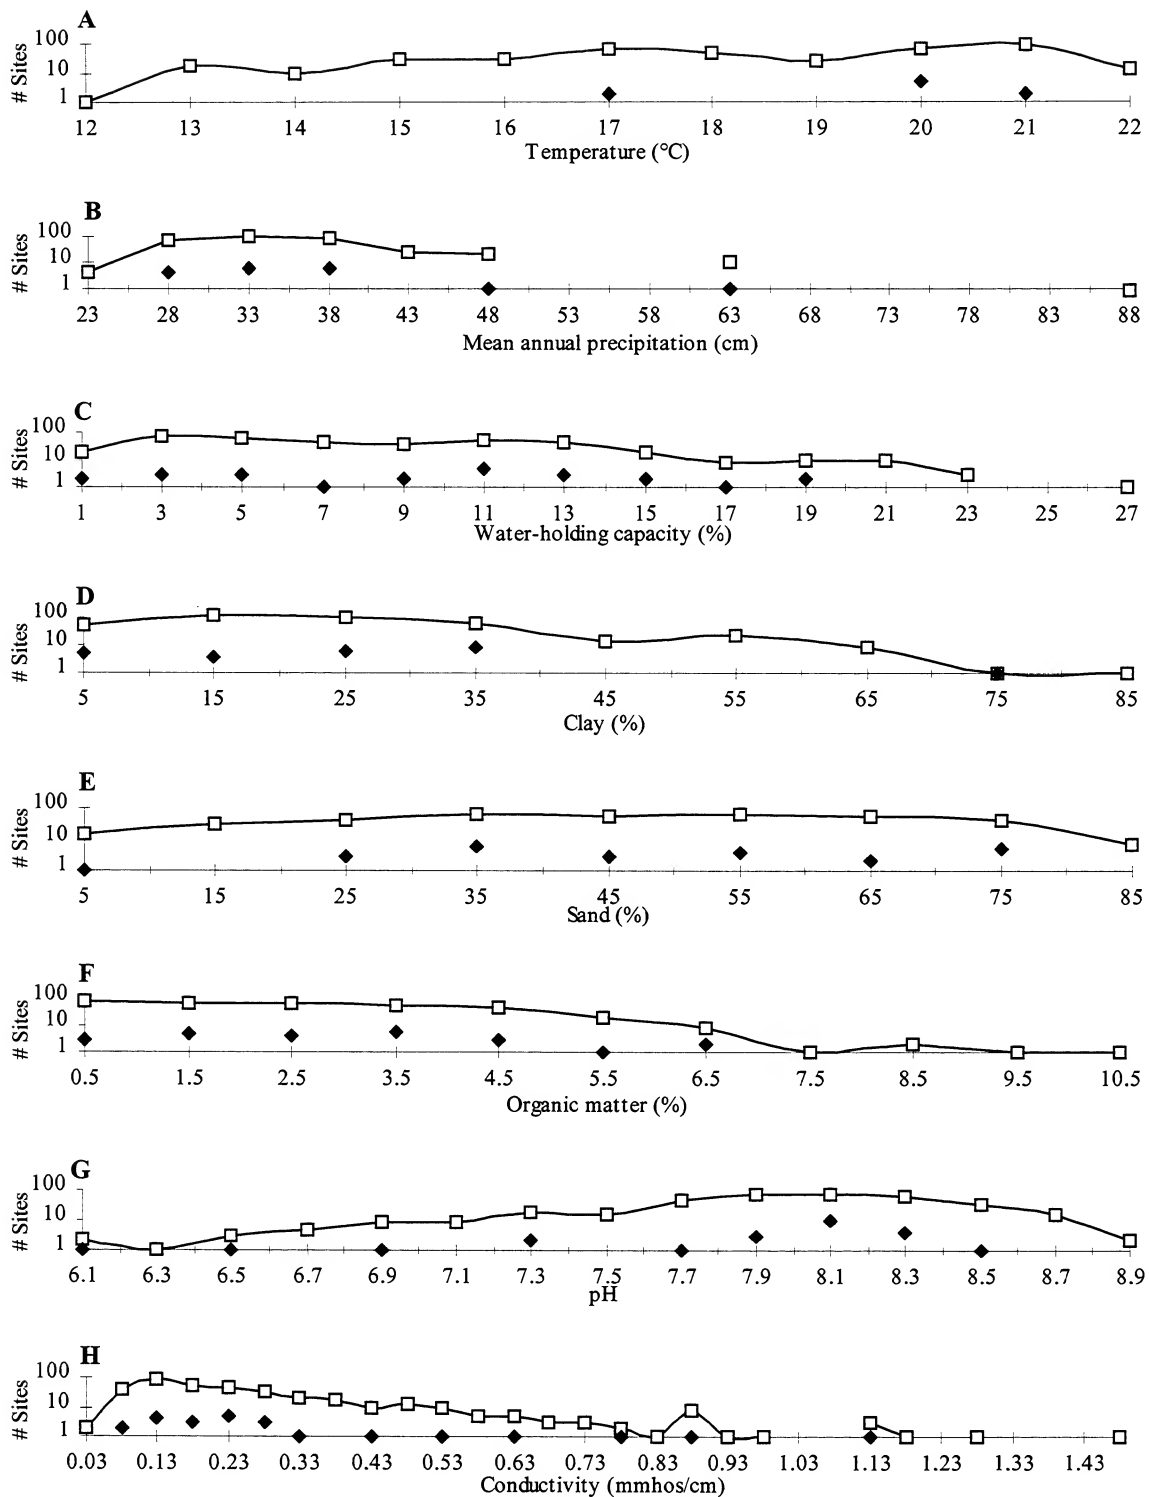 A
# Sites
100
10
1
12 13 14 15 16 17 18 19 20 21 22
Temperature (°C)
B
# Sites
100
10
1
23 28 33 38 43 48 53 58 63 68 73 78 83 88
Mean annual precipitation (cm)
C
# Sites
100
10
1
1 3 5 7 9 11 13 15 17 19 21 23 25 27
Water-holding capacity (%)
D
# Sites
100
10
1
5 15 25 35 45 55 65 75 85
Clay (%)
E
# Sites
100
10
1
5 15 25 35 45 55 65 75 85
Sand (%)
F
# Sites
100
10
1
0.5 1.5 2.5 3.5 4.5 5.5 6.5 7.5 8.5 9.5 10.5
Organic matter (%)
G
# Sites
100
10
1
6.1 6.3 6.5 6.7 6.9 7.1 7.3 7.5 7.7 7.9 8.1 8.3 8.5 8.7 8.9
pH
H
# Sites
100
10
1
0.03 0.13 0.23 0.33 0.43 0.53 0.63 0.73 0.83 0.93 1.03 1.13 1.23 1.33 1.43
Conductivity (mmhos/cm)